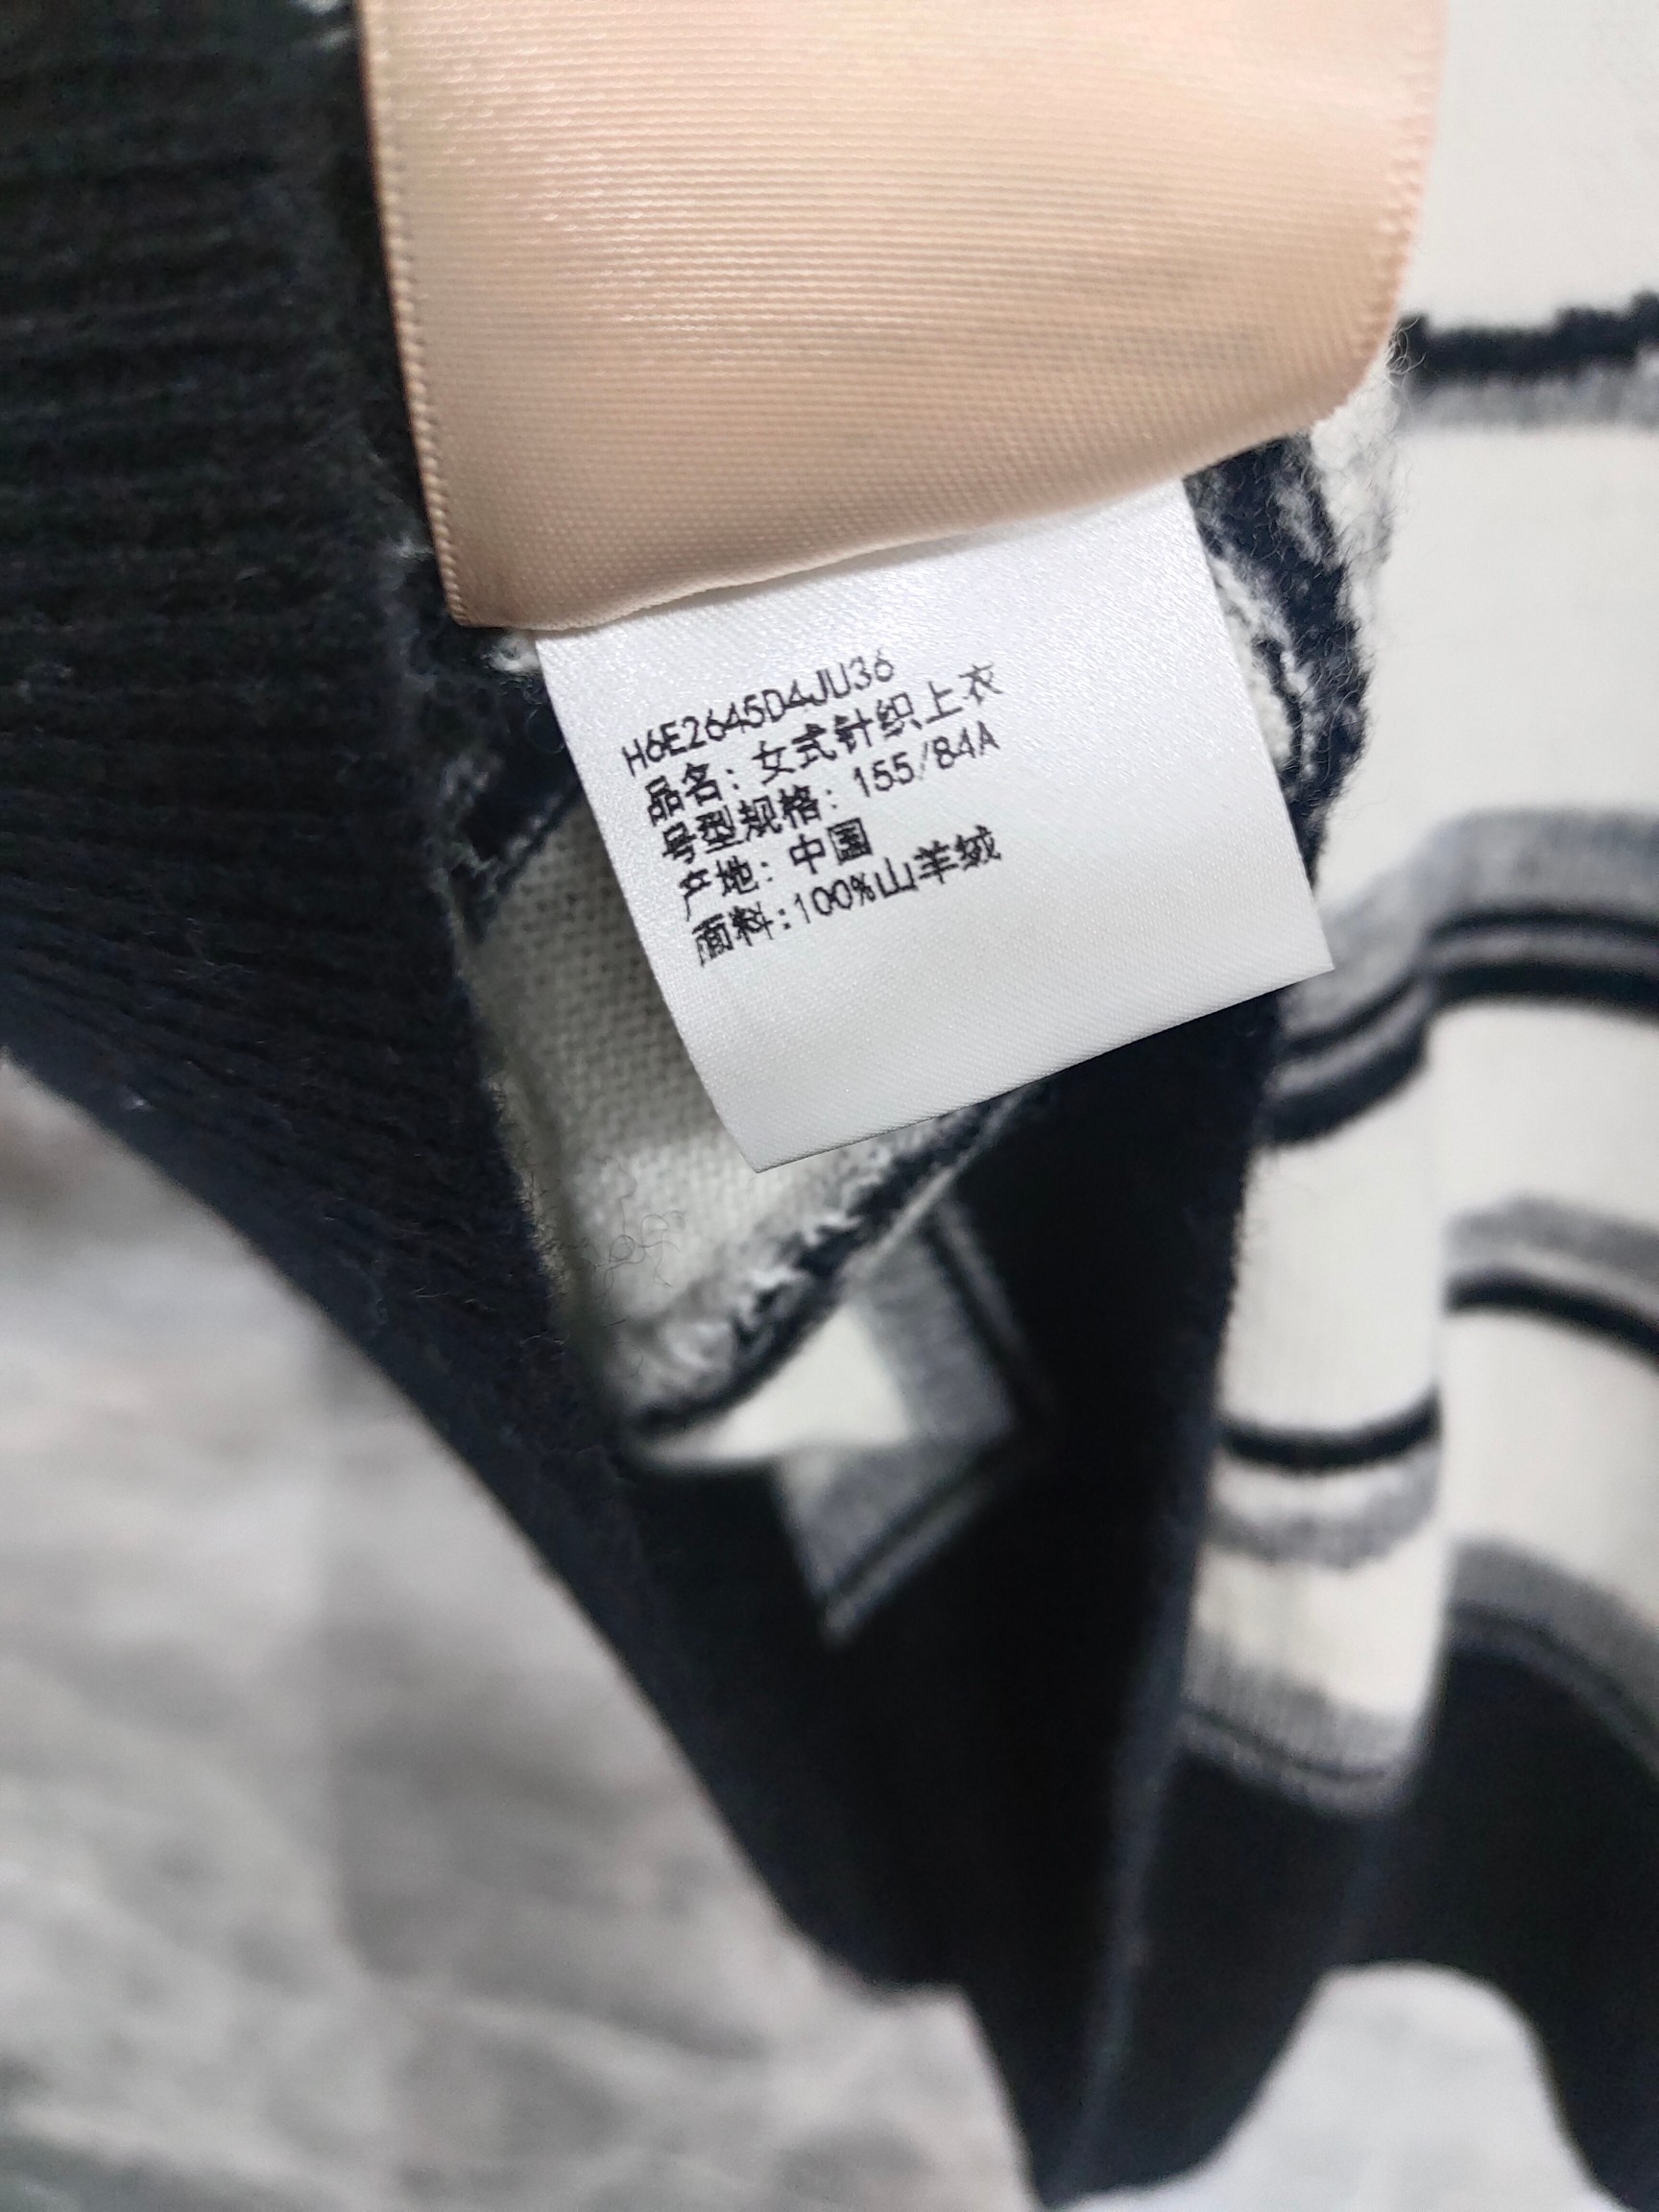 H6E2645D4JU36
品名：女式针织上衣
号型规格：155/84A
产地：中国
面料：100%山羊绒